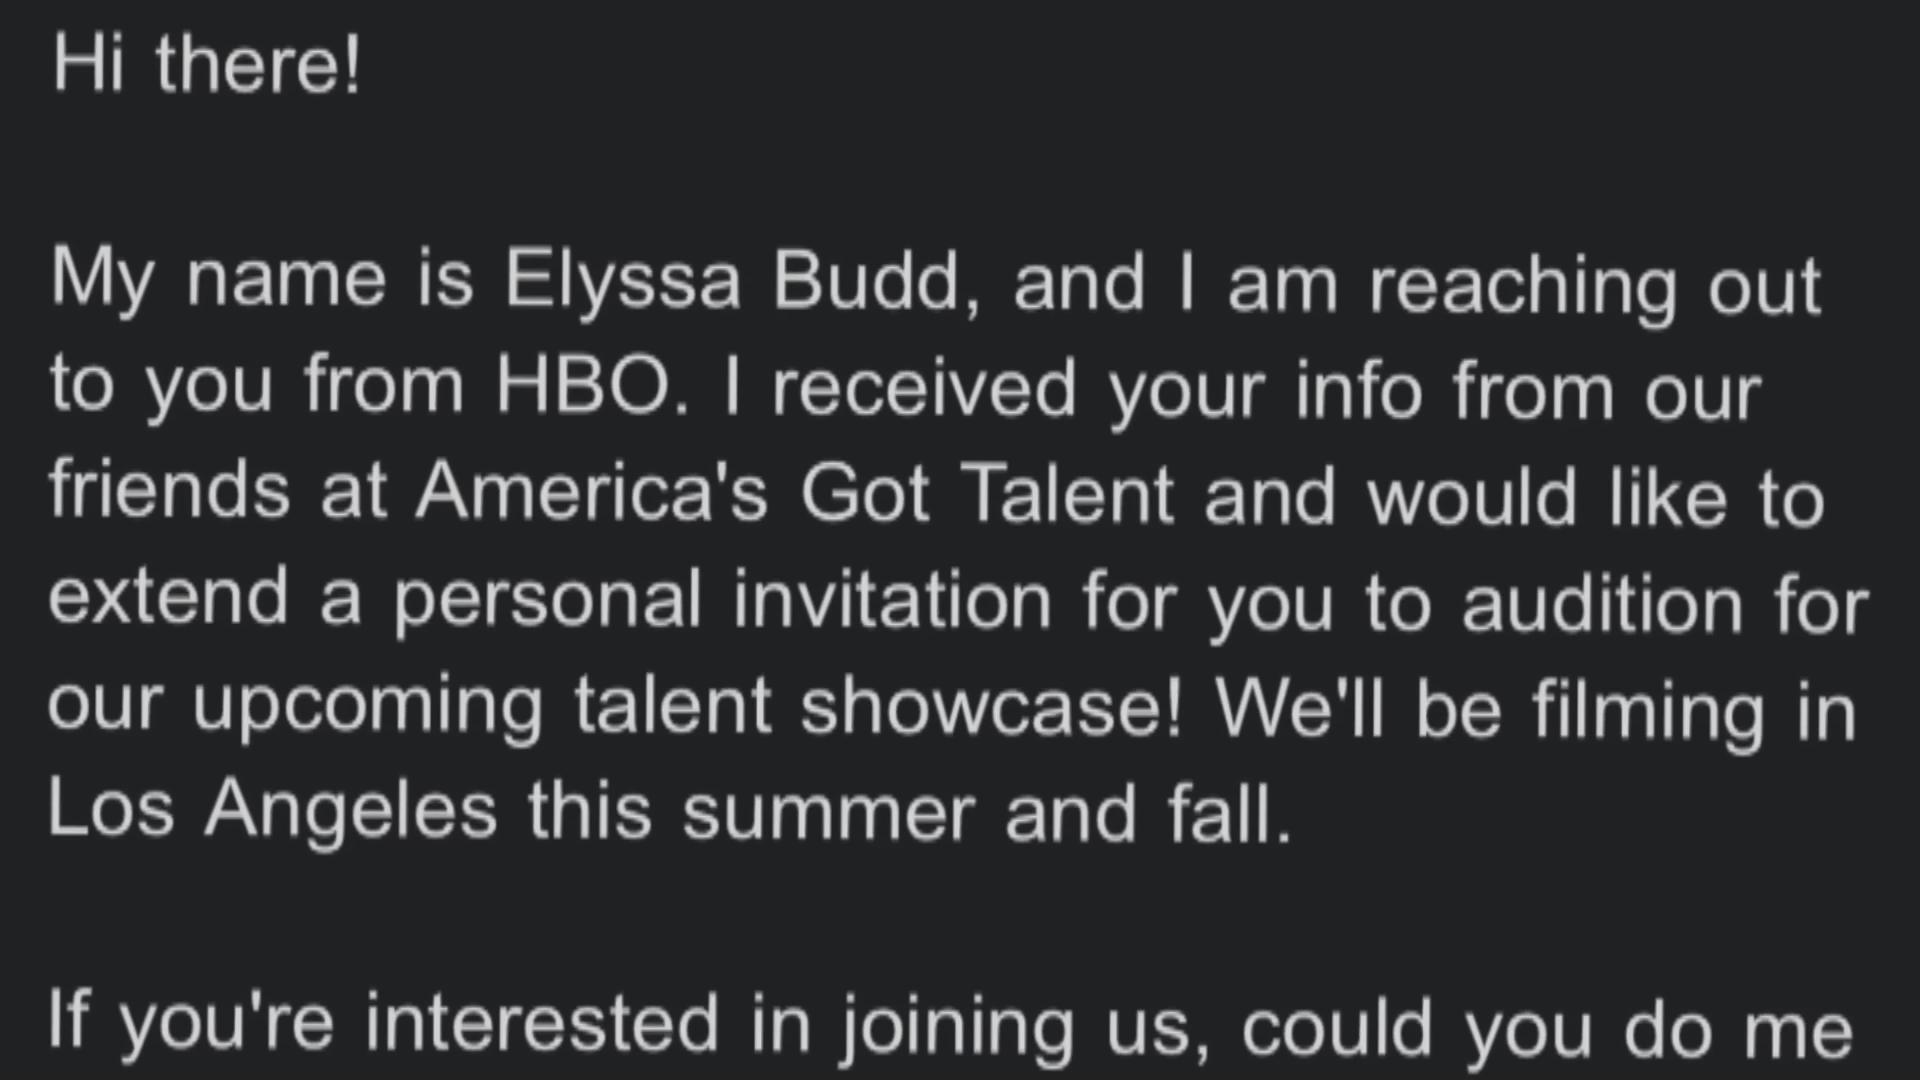 Hi there!
My name is Elyssa Budd, and I am reaching out
to you from HBO. I received your info from our
friends at America's Got Talent and would like to
extend a personal invitation for you to audition for
our upcoming talent showcase! We'll be filming in
Los Angeles this summer and fall.
If you're interested in joining us, could you do me